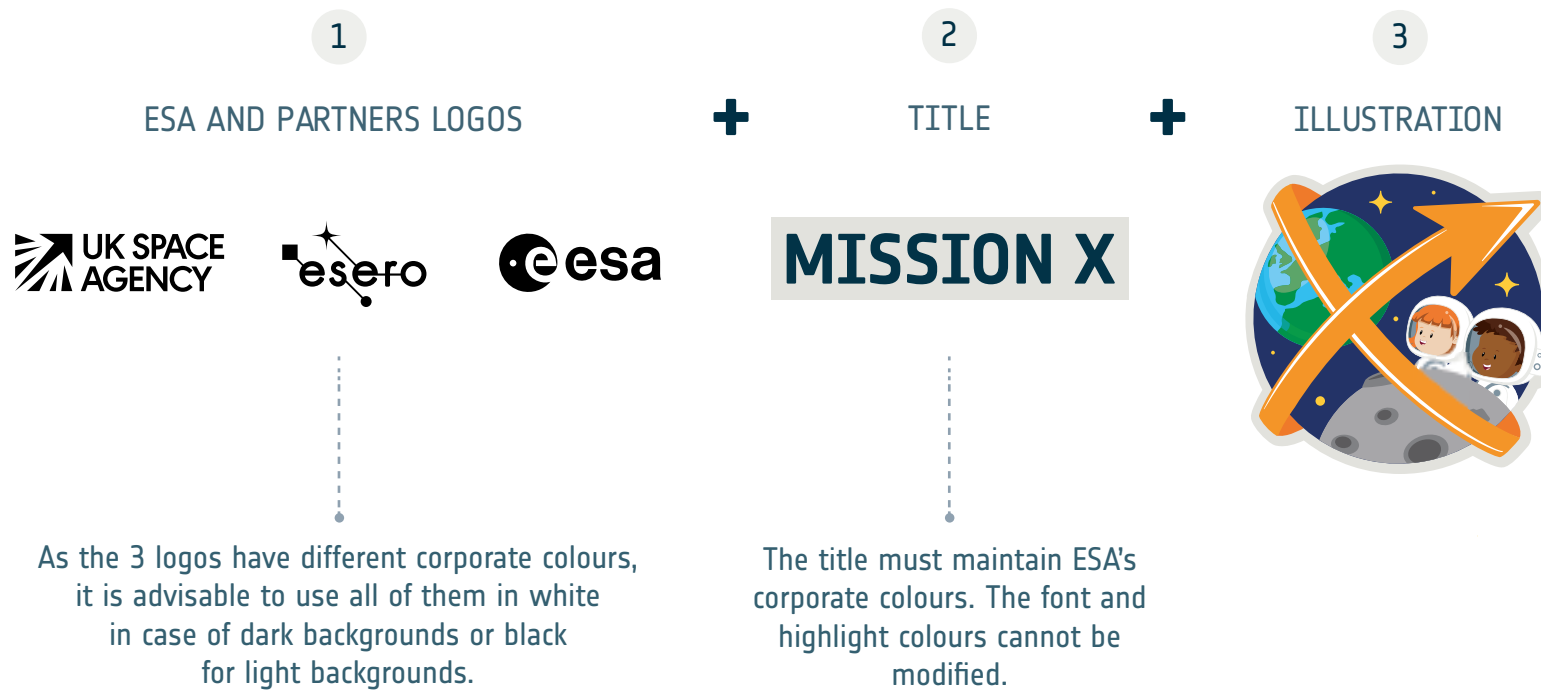 1
ESA AND PARTNERS LOGOS
+
2
TITLE
+
3
ILLUSTRATION
UK SPACE
AGENCY
esero
esa
MISSION X
As the 3 logos have different corporate colours,
it is advisable to use all of them in white
in case of dark backgrounds or black
for light backgrounds.
The title must maintain ESA's
corporate colours. The font and
highlight colours cannot be
modified.